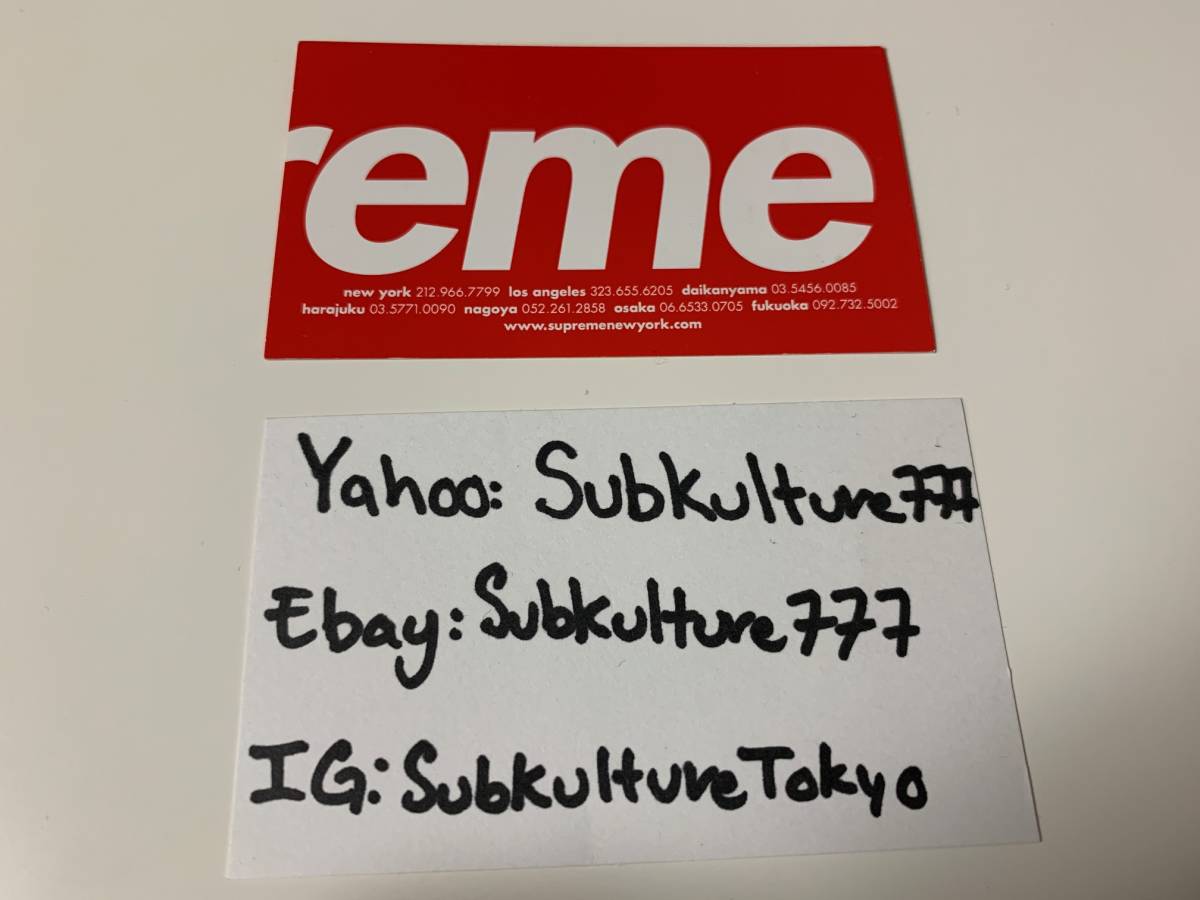 reme
new york 212.966.7799 los angeles 323.655.6205 daikanyama 03.5456.0085
harajuku 03.5771.0090 nagoya 052.261.2858 osaka 06.6533.0705 fukuoka 092.732.5002
www.supremenewyork.com
Yahoo: Subkulture777
Ebay: Subkulture777
IG: SubkultureTokyo